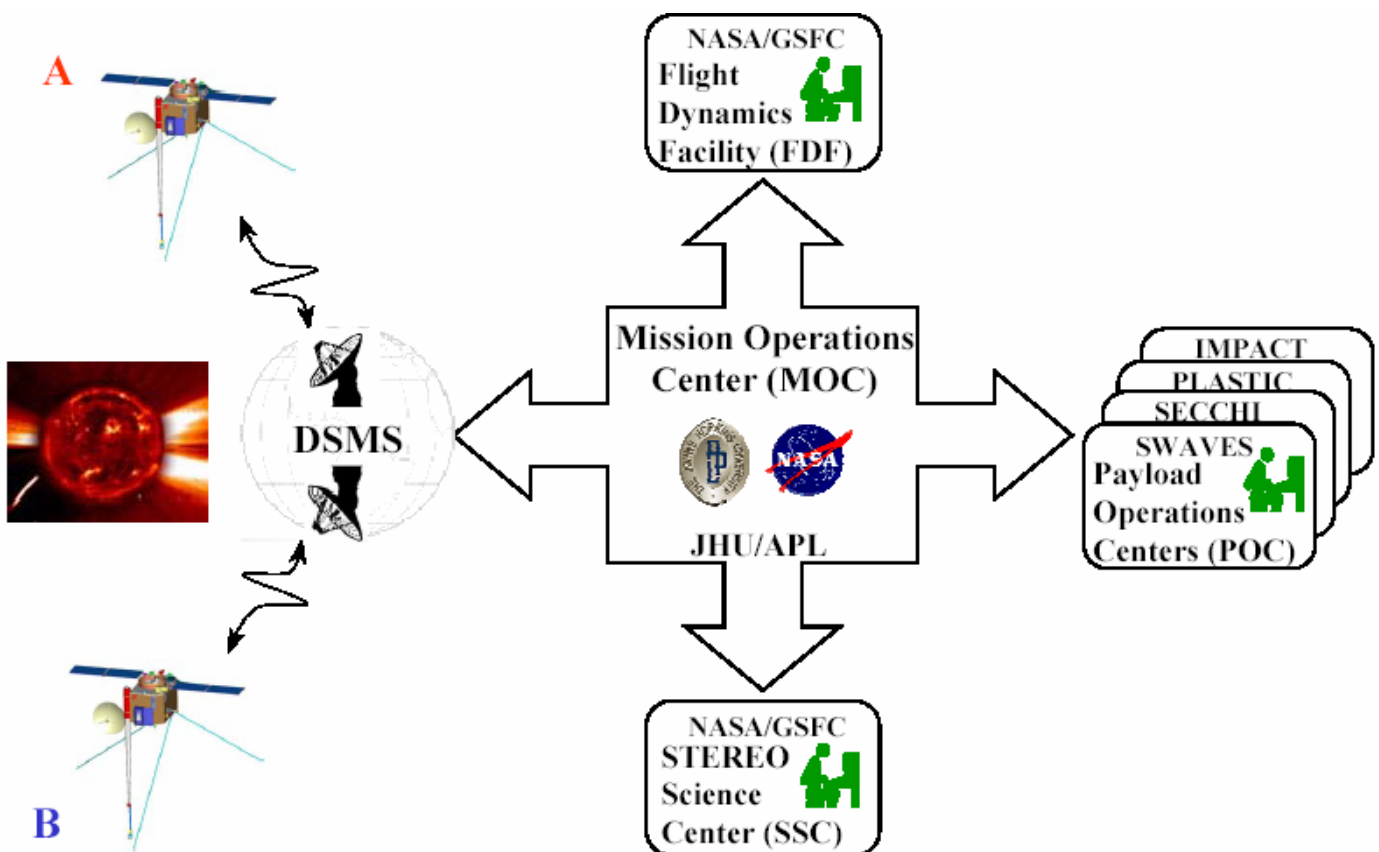 A
NASA/GSFC
Flight
Dynamics
Facility (FDF)
Mission Operations
Center (MOC)
DSMS
NASA
JHU/APL
IMPACT
PLASTIC
SECCHI
SWAVES
Payload
Operations
Centers (POC)
NASA/GSFC
STEREO
Science
Center (SSC)
B